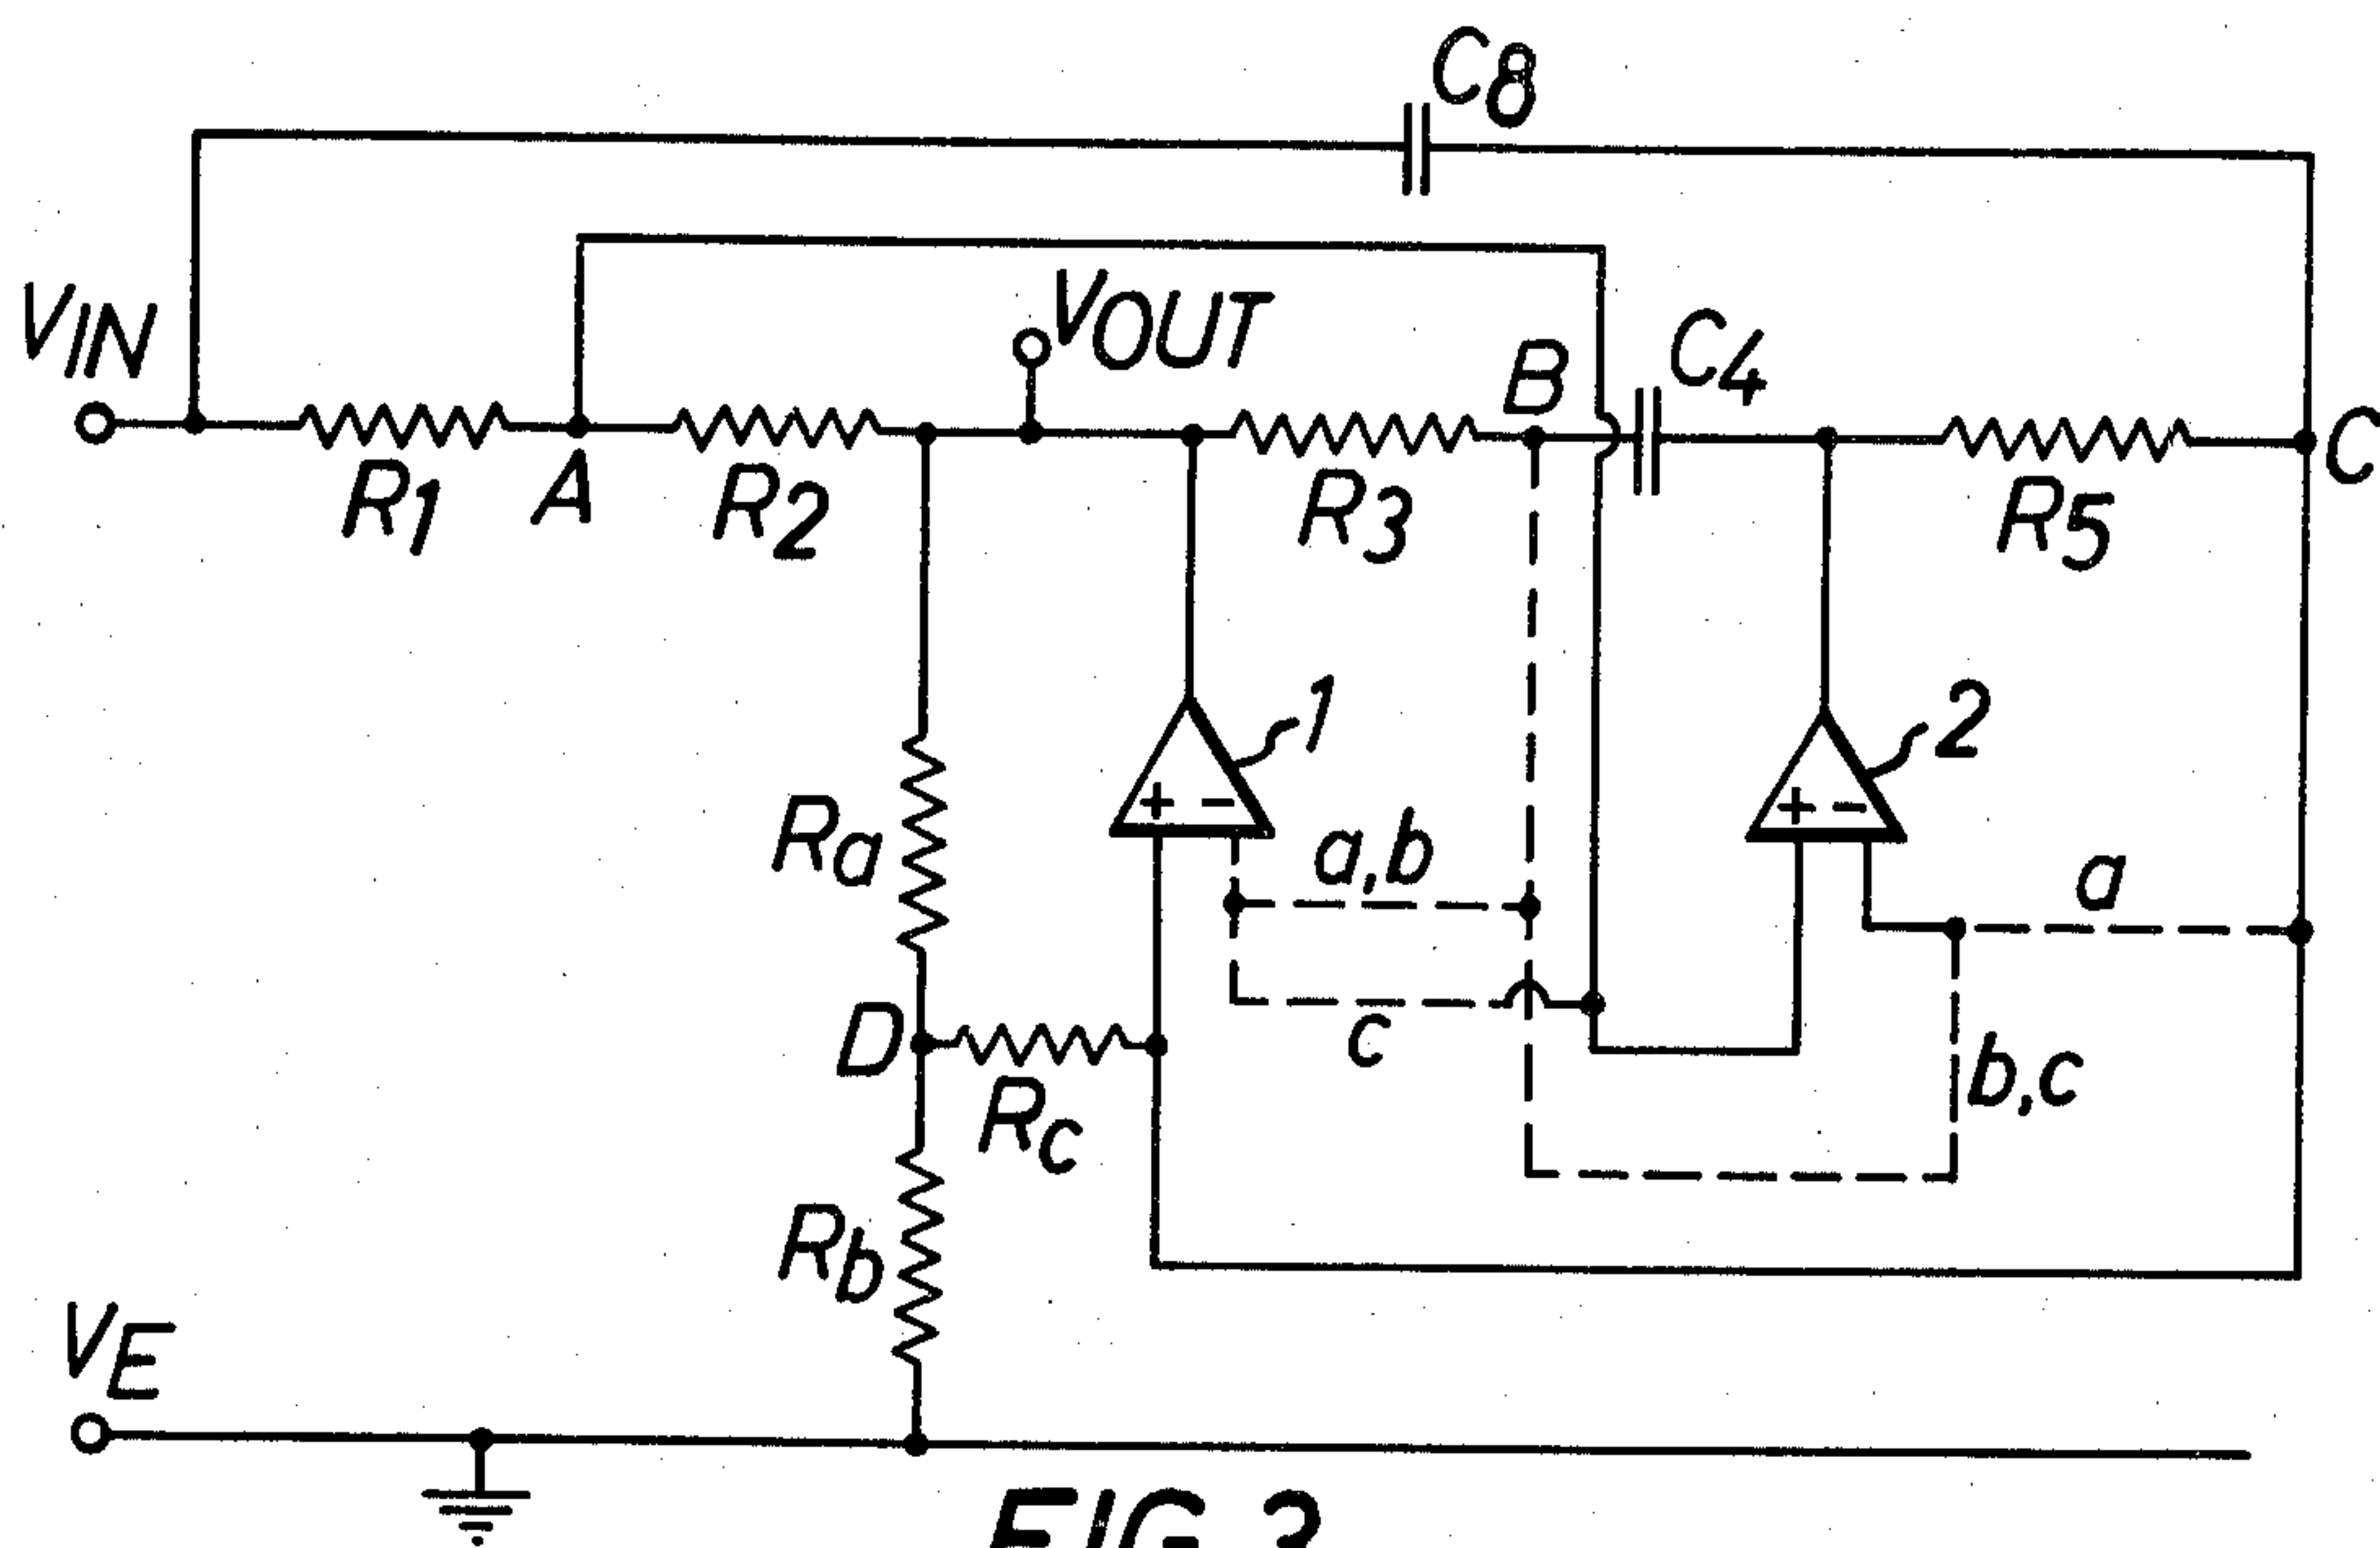 C8
VIN
VOUT
B
C4
C
R1
A
R2
R3
R5
1
2
Ra
+ -
+ -
a,b
a
D
c
Rc
b,c
Rb
VE